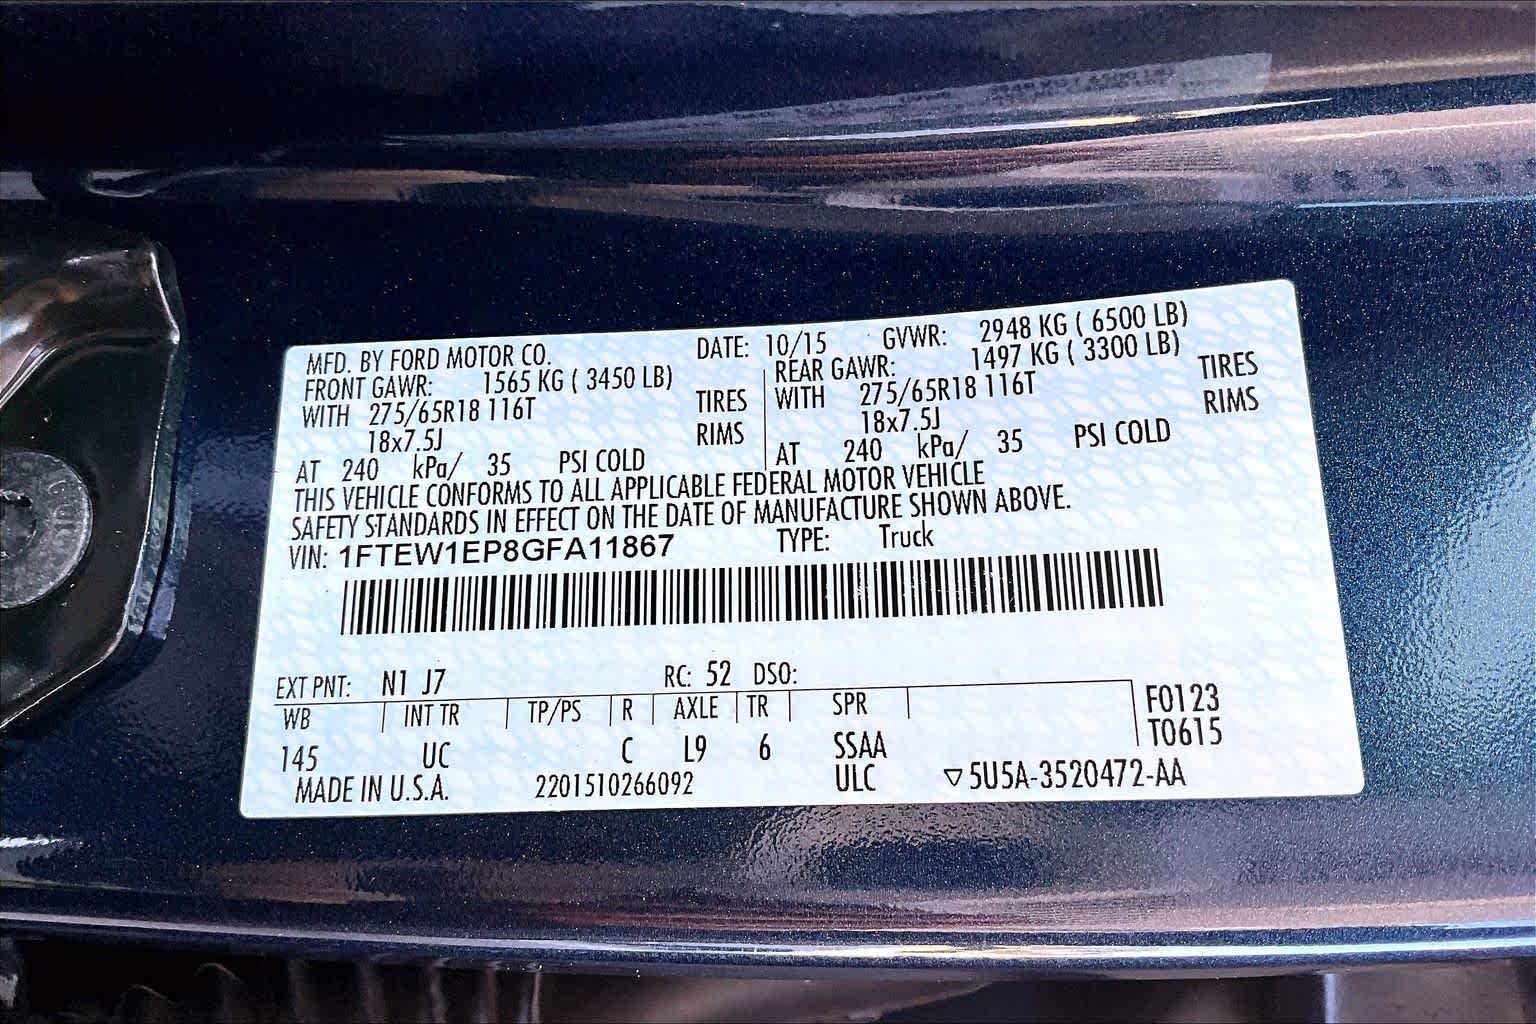 MFD. BY FORD MOTOR CO. DATE: 10/15 GVWR: 2948 KG ( 6500 LB)
FRONT GAWR: 1565 KG ( 3450 LB) REAR GAWR: 1497 KG ( 3300 LB)
WITH 275/65R18 116T TIRES WITH 275/65R18 116T TIRES
18x7.5J RIMS 18x7.5J RIMS
AT 240 kPa/ 35 PSI COLD AT 240 kPa/ 35 PSI COLD
THIS VEHICLE CONFORMS TO ALL APPLICABLE FEDERAL MOTOR VEHICLE
SAFETY STANDARDS IN EFFECT ON THE DATE OF MANUFACTURE SHOWN ABOVE.
VIN: 1FTEW1EP8GFA11867 TYPE: Truck
EXT PNT: N1 J7 RC: 52 DSO:
WB INT TR TP/PS R AXLE TR SPR F0123
145 UC C L9 6 SSAA T0615
MADE IN U.S.A. 2201510266092 ULC ▽5U5A-3520472-AA